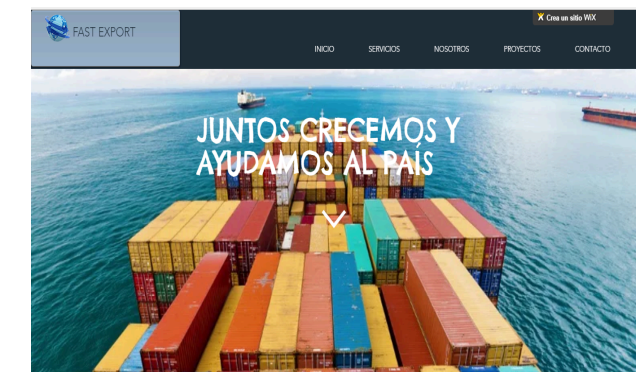 FAST EXPORT
Crea un sitio WiX
INICIO SERVICIOS NOSOTROS PROYECTOS CONTACTO
JUNTOS CRECEMOS Y
AYUDAMOS AL PAÍS